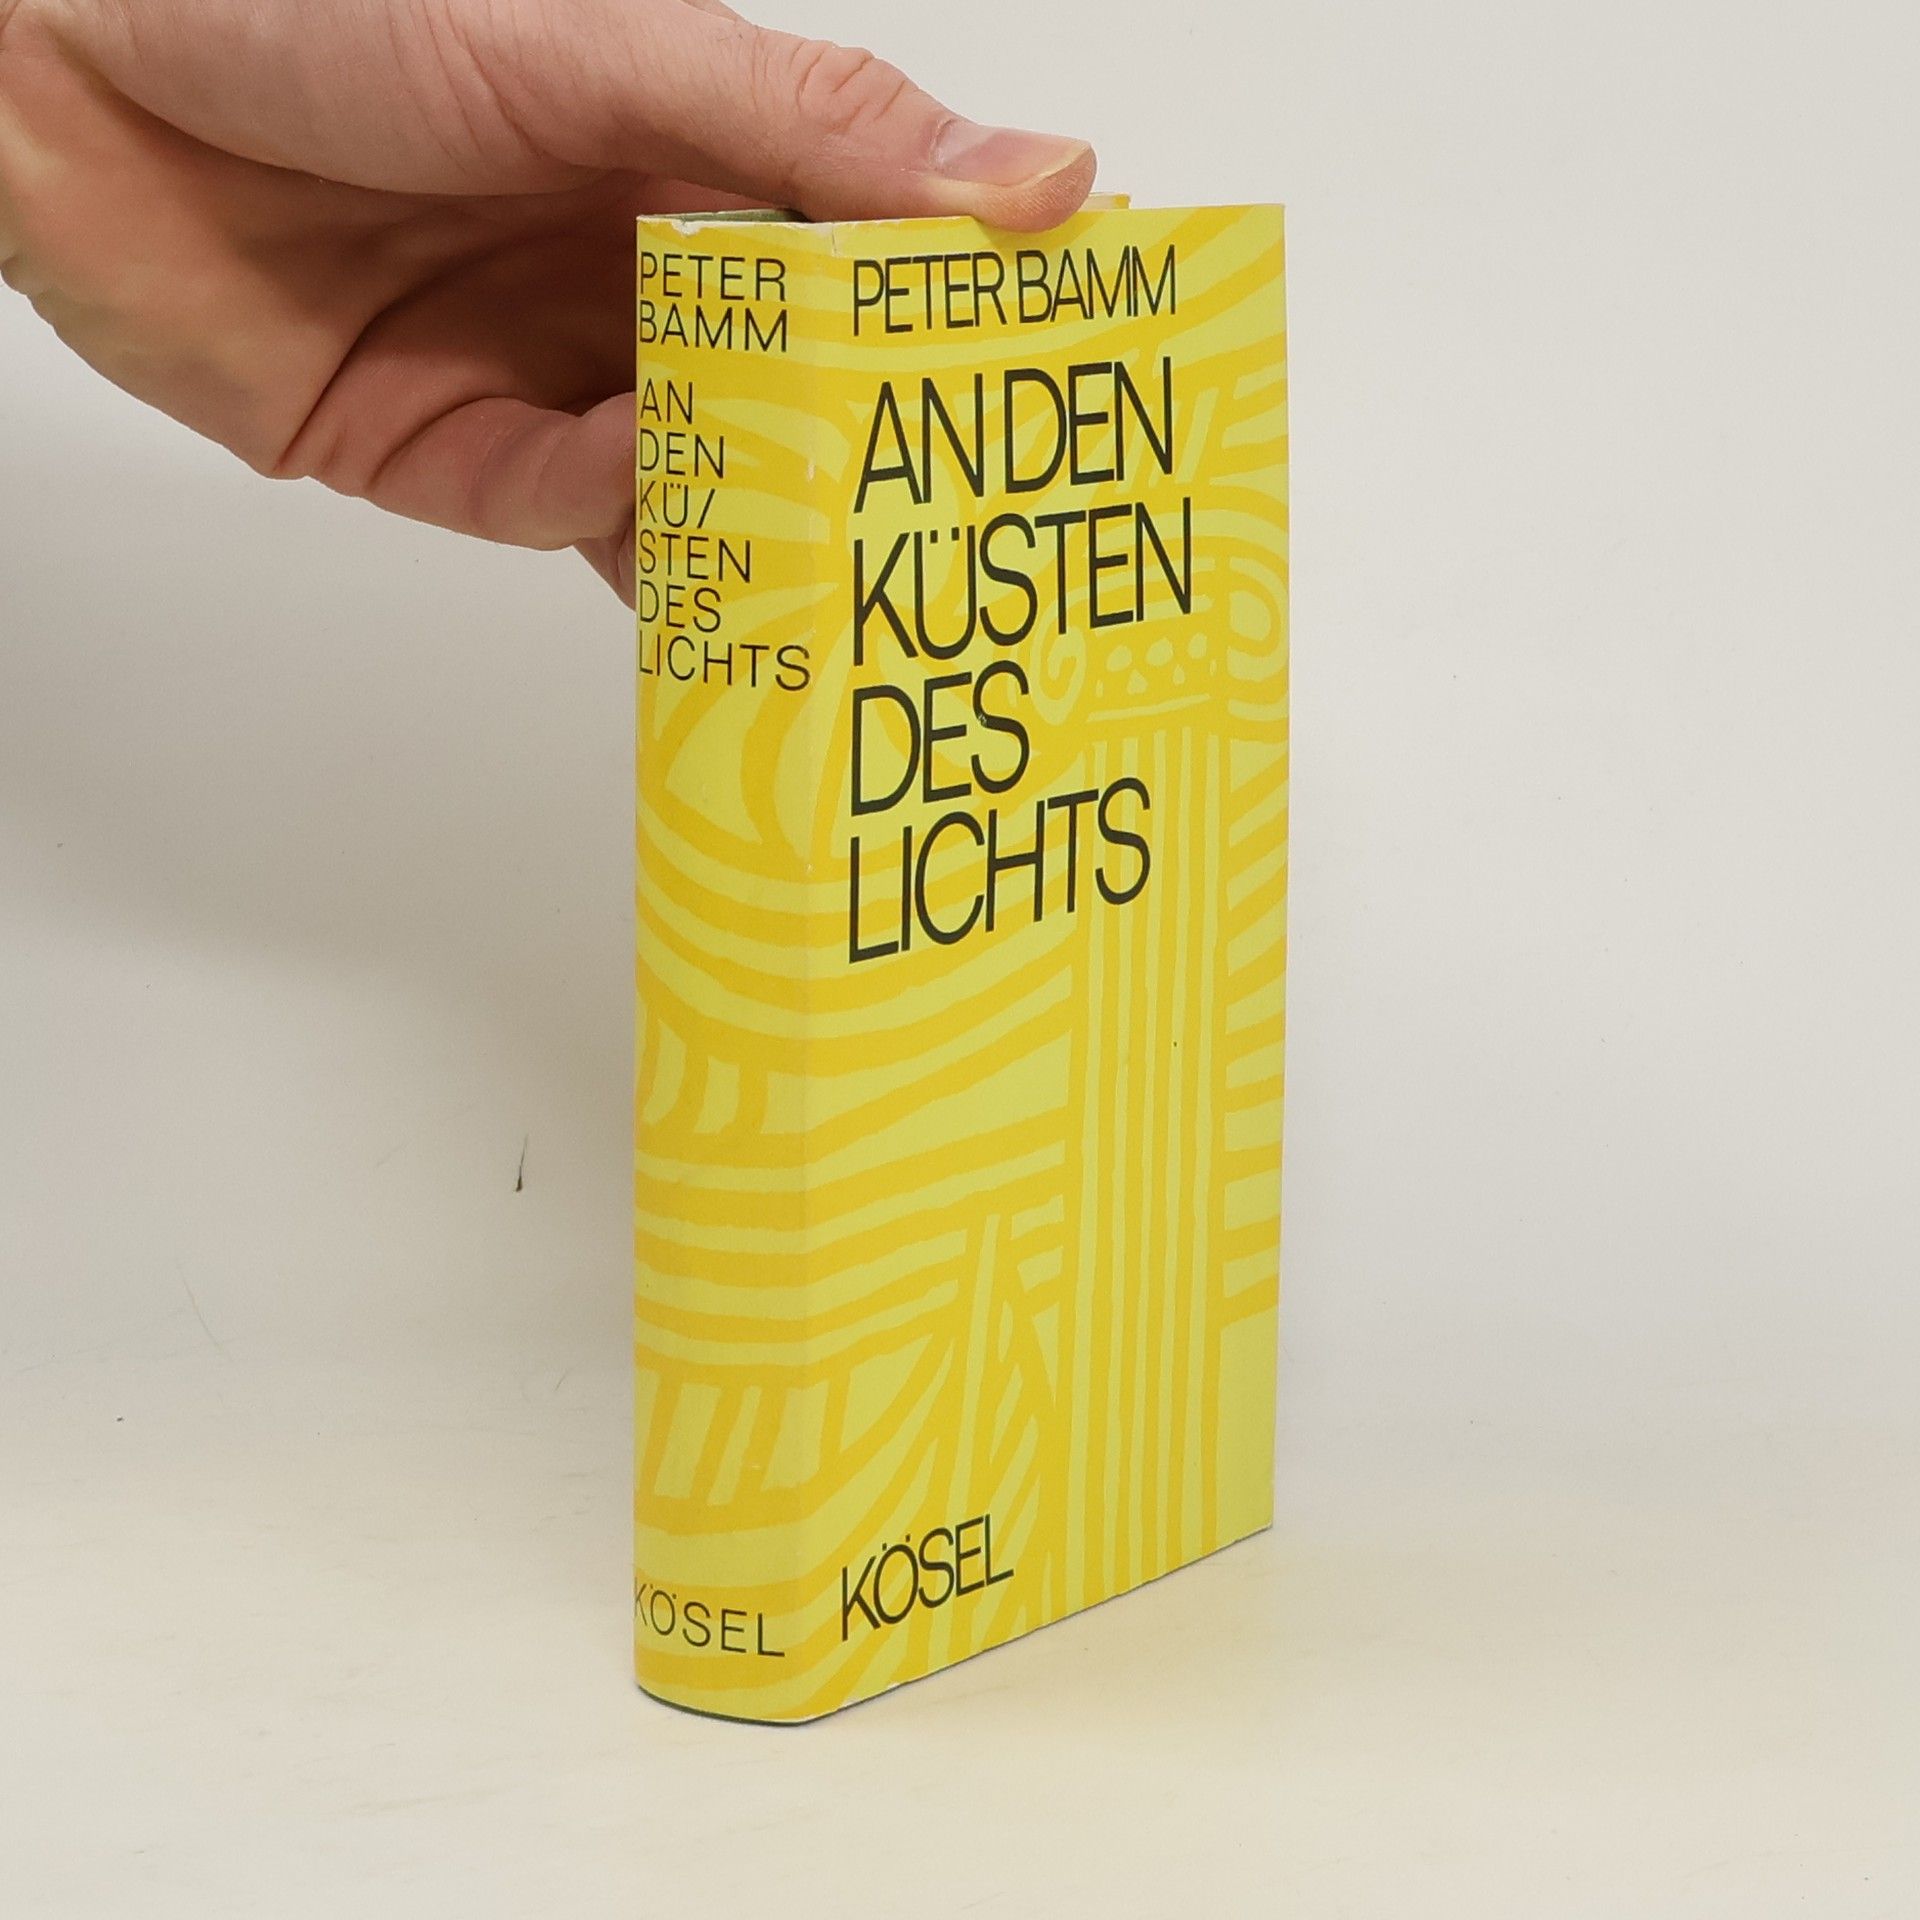 PETER
BAMM
AN
DEN
KÜ/
STEN
DES
LICHTS
KÖSEL
PETER BAMM
AN DEN
KÜSTEN
DES
LICHTS
KÖSEL